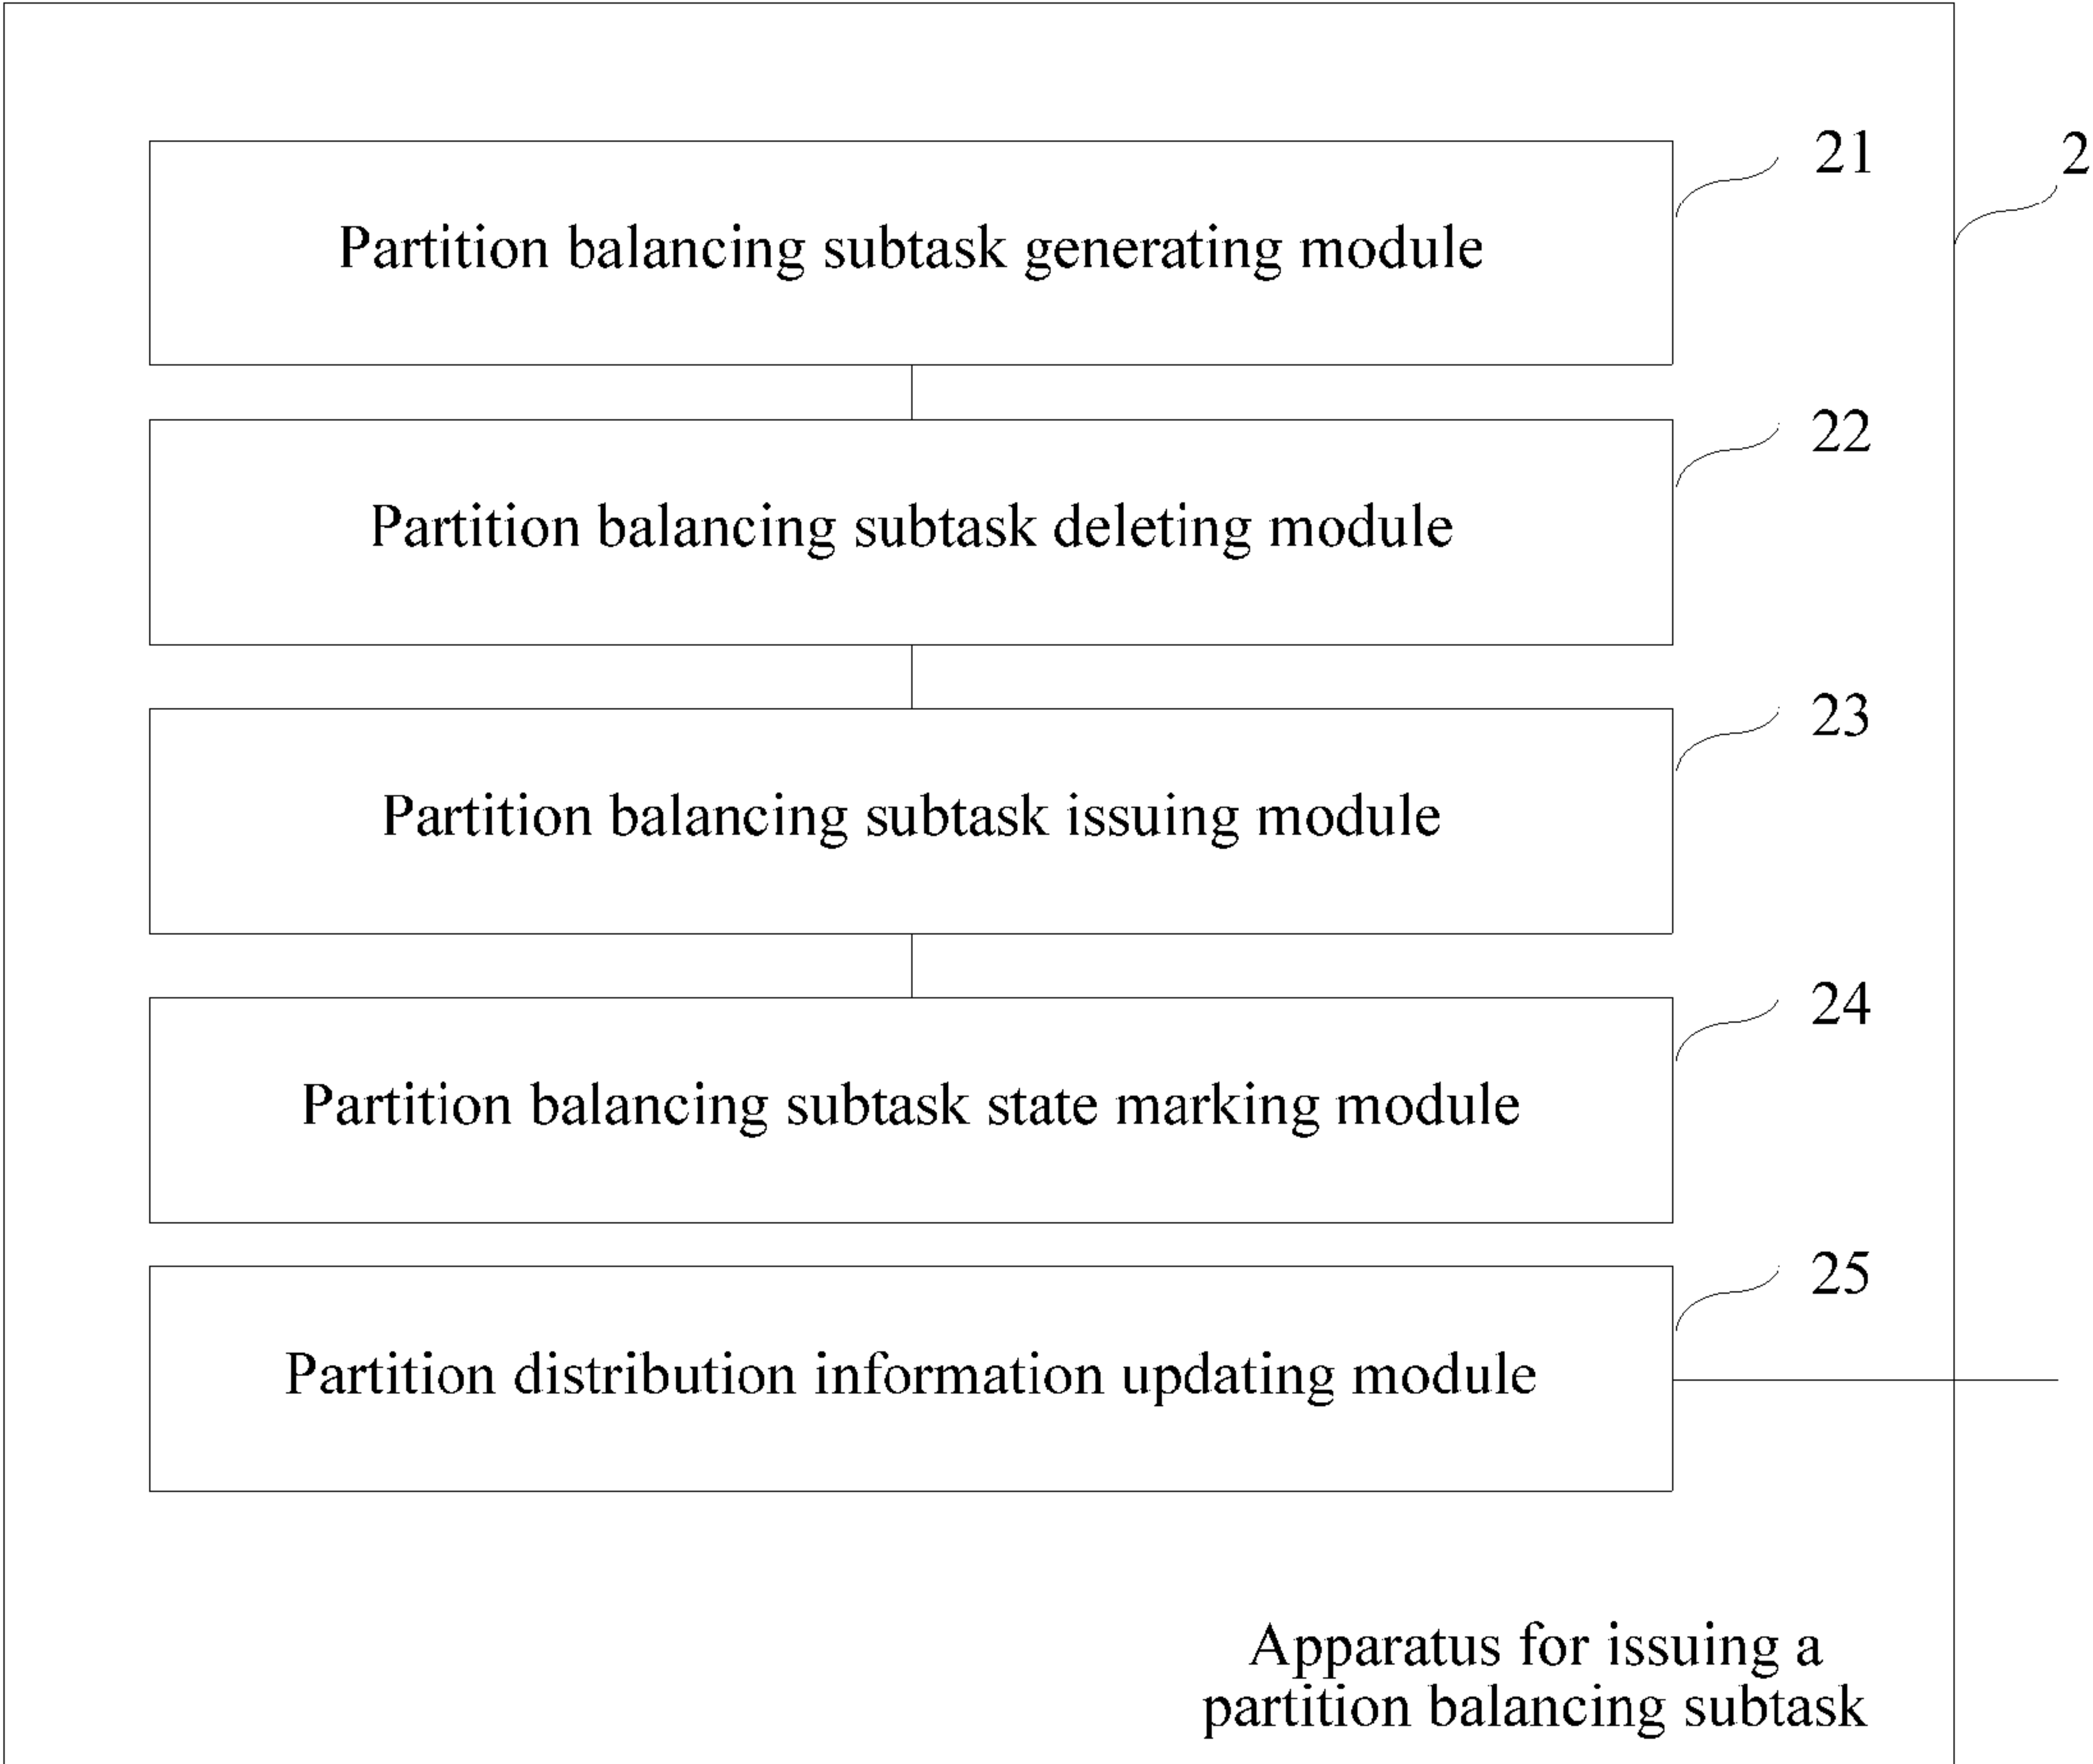 21
2
Partition balancing subtask generating module
22
Partition balancing subtask deleting module
23
Partition balancing subtask issuing module
24
Partition balancing subtask state marking module
25
Partition distribution information updating module
Apparatus for issuing a
partition balancing subtask